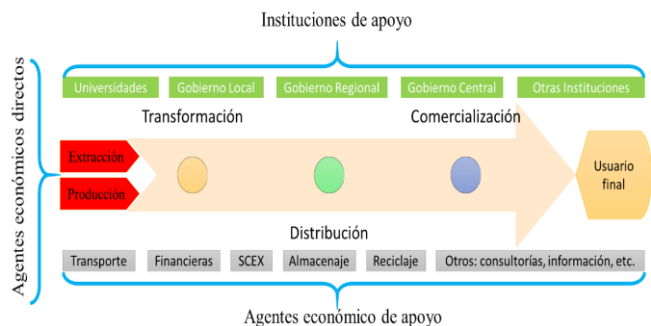 Instituciones de apoyo
Agentes económicos directos
Universidades
Gobierno Local
Gobierno Regional
Gobierno Central
Otras Instituciones
Transformación
Comercialización
Extracción
Producción
Usuario
final
Distribución
Transporte
Financieras
SCEX
Almacenaje
Reciclaje
Otros: consultorías, información, etc.
Agentes económico de apoyo